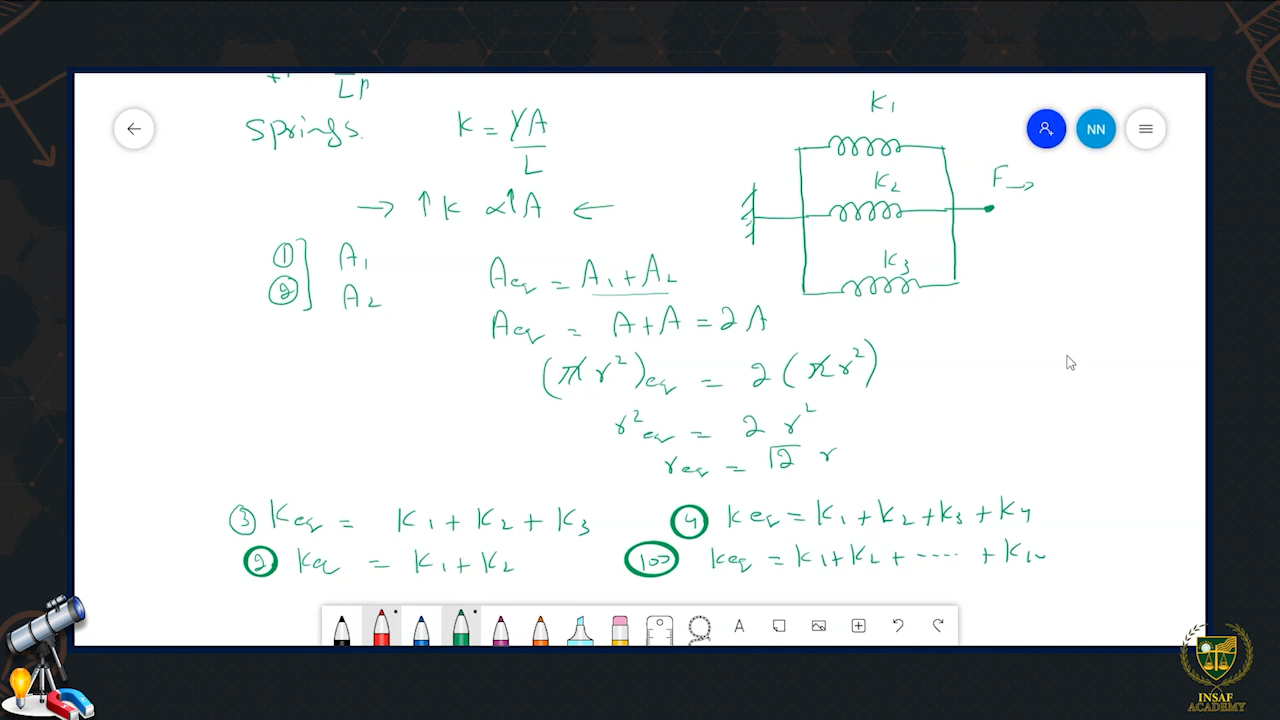 L↑
Springs.
K = YA
L
→ ↑K ∝↑A ←
① A₁
② A₂
Aeq = A₁+A₂
Aeq = A+A = 2A
(πr²)eq = 2(πr²)
r²eq = 2 r²
req = √2 r
③ Keq = K₁+K₂+K₃
② Keq = K₁+K₂
④ Keq = K₁+K₂+K₃+K₄
100 Keq = K₁+K₂+----+
K₁
K₂
K₃
F→
NN
A
INSAF
ACADEMY